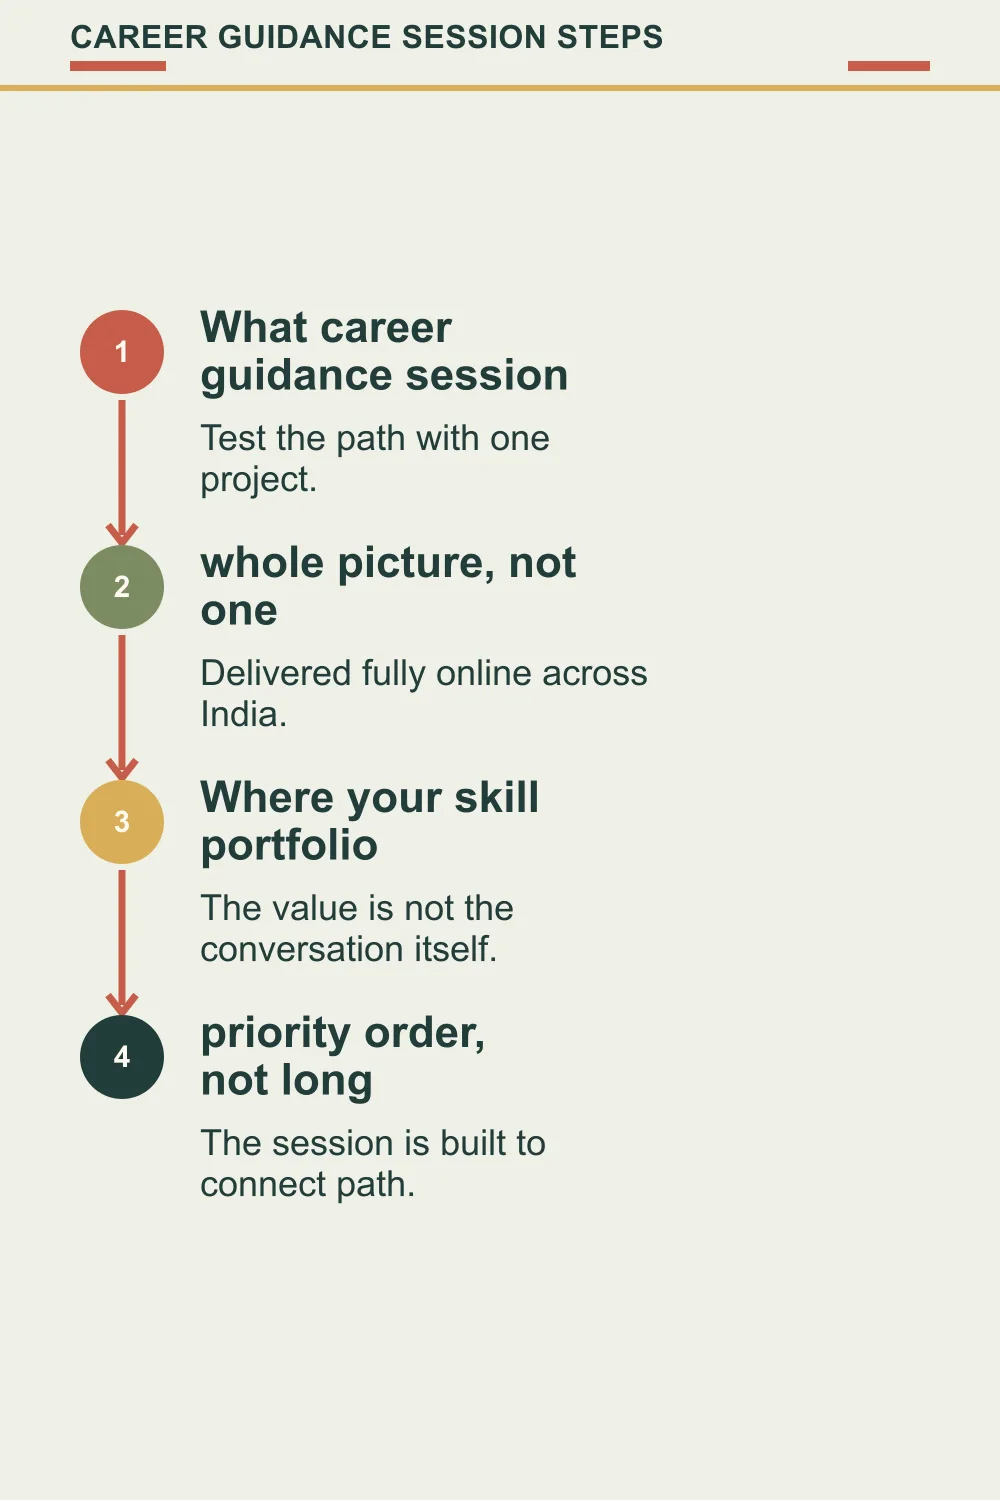 CAREER GUIDANCE SESSION STEPS
1
What career
guidance session
Test the path with one
project.
2
whole picture, not
one
Delivered fully online across
India.
3
Where your skill
portfolio
The value is not the
conversation itself.
4
priority order,
not long
The session is built to
connect path.